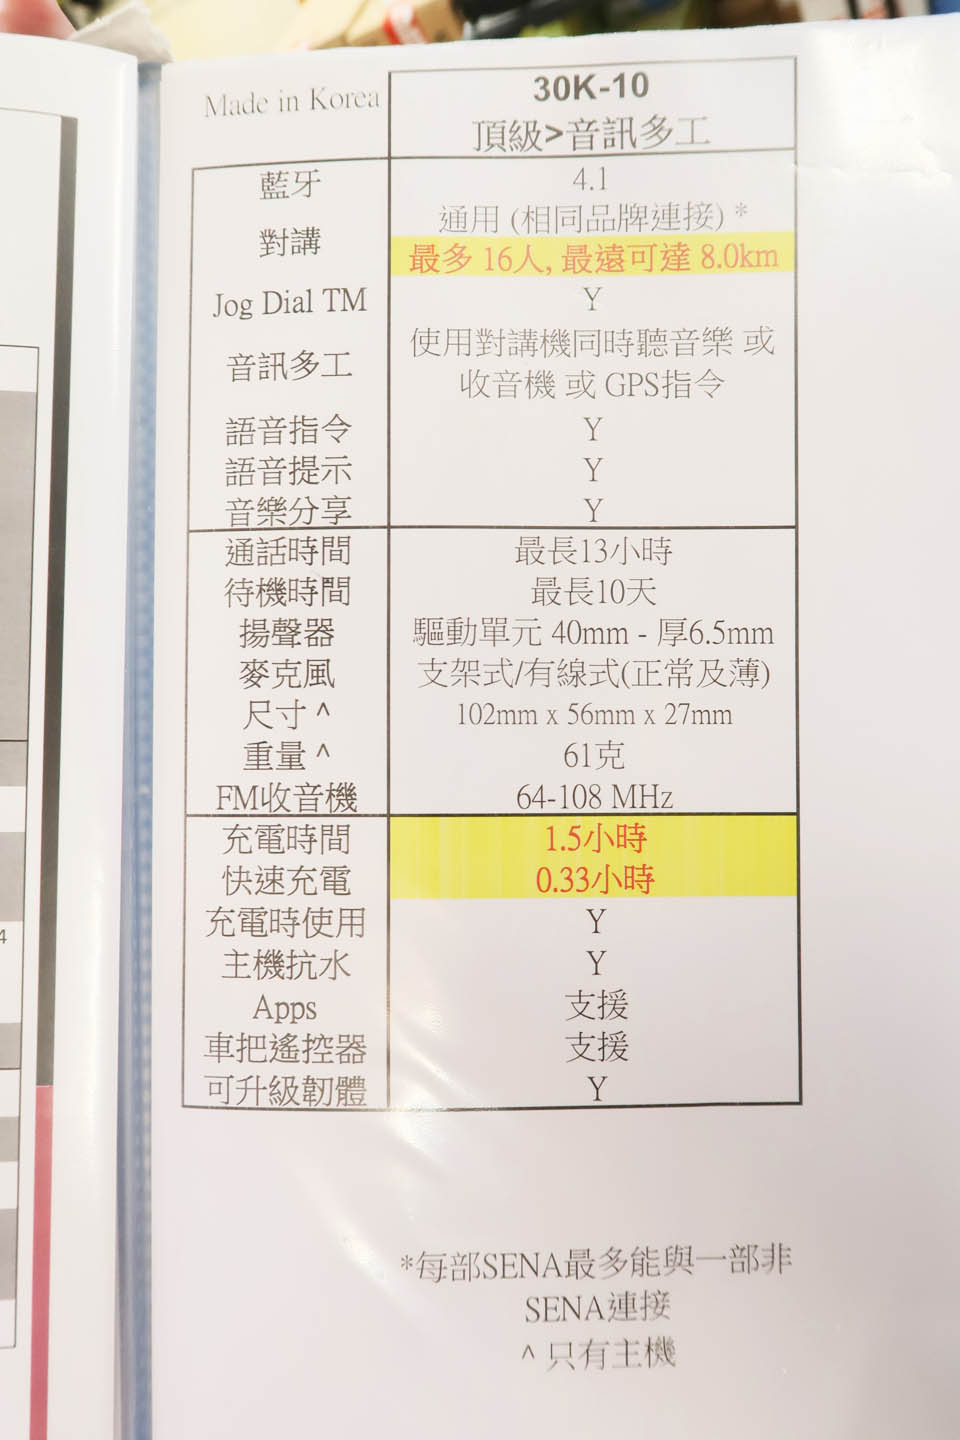 Made in Korea 30K-10
頂級>音訊多工
藍牙 4.1
對講 通用 (相同品牌連接) *
最多 16人, 最遠可達 8.0km
Jog Dial TM Y
音訊多工 使用對講機同時聽音樂 或
收音機 或 GPS指令
語音指令 Y
語音提示 Y
音樂分享 Y
通話時間 最長13小時
待機時間 最長10天
揚聲器 驅動單元 40mm - 厚6.5mm
麥克風 支架式/有線式(正常及薄)
尺寸 ^ 102mm x 56mm x 27mm
重量 ^ 61克
FM收音機 64-108 MHz
充電時間 1.5小時
快速充電 0.33小時
充電時使用 Y
主機抗水 Y
Apps 支援
車把遙控器 支援
可升級韌體 Y
*每部SENA最多能與一部非
SENA連接
^ 只有主機
4